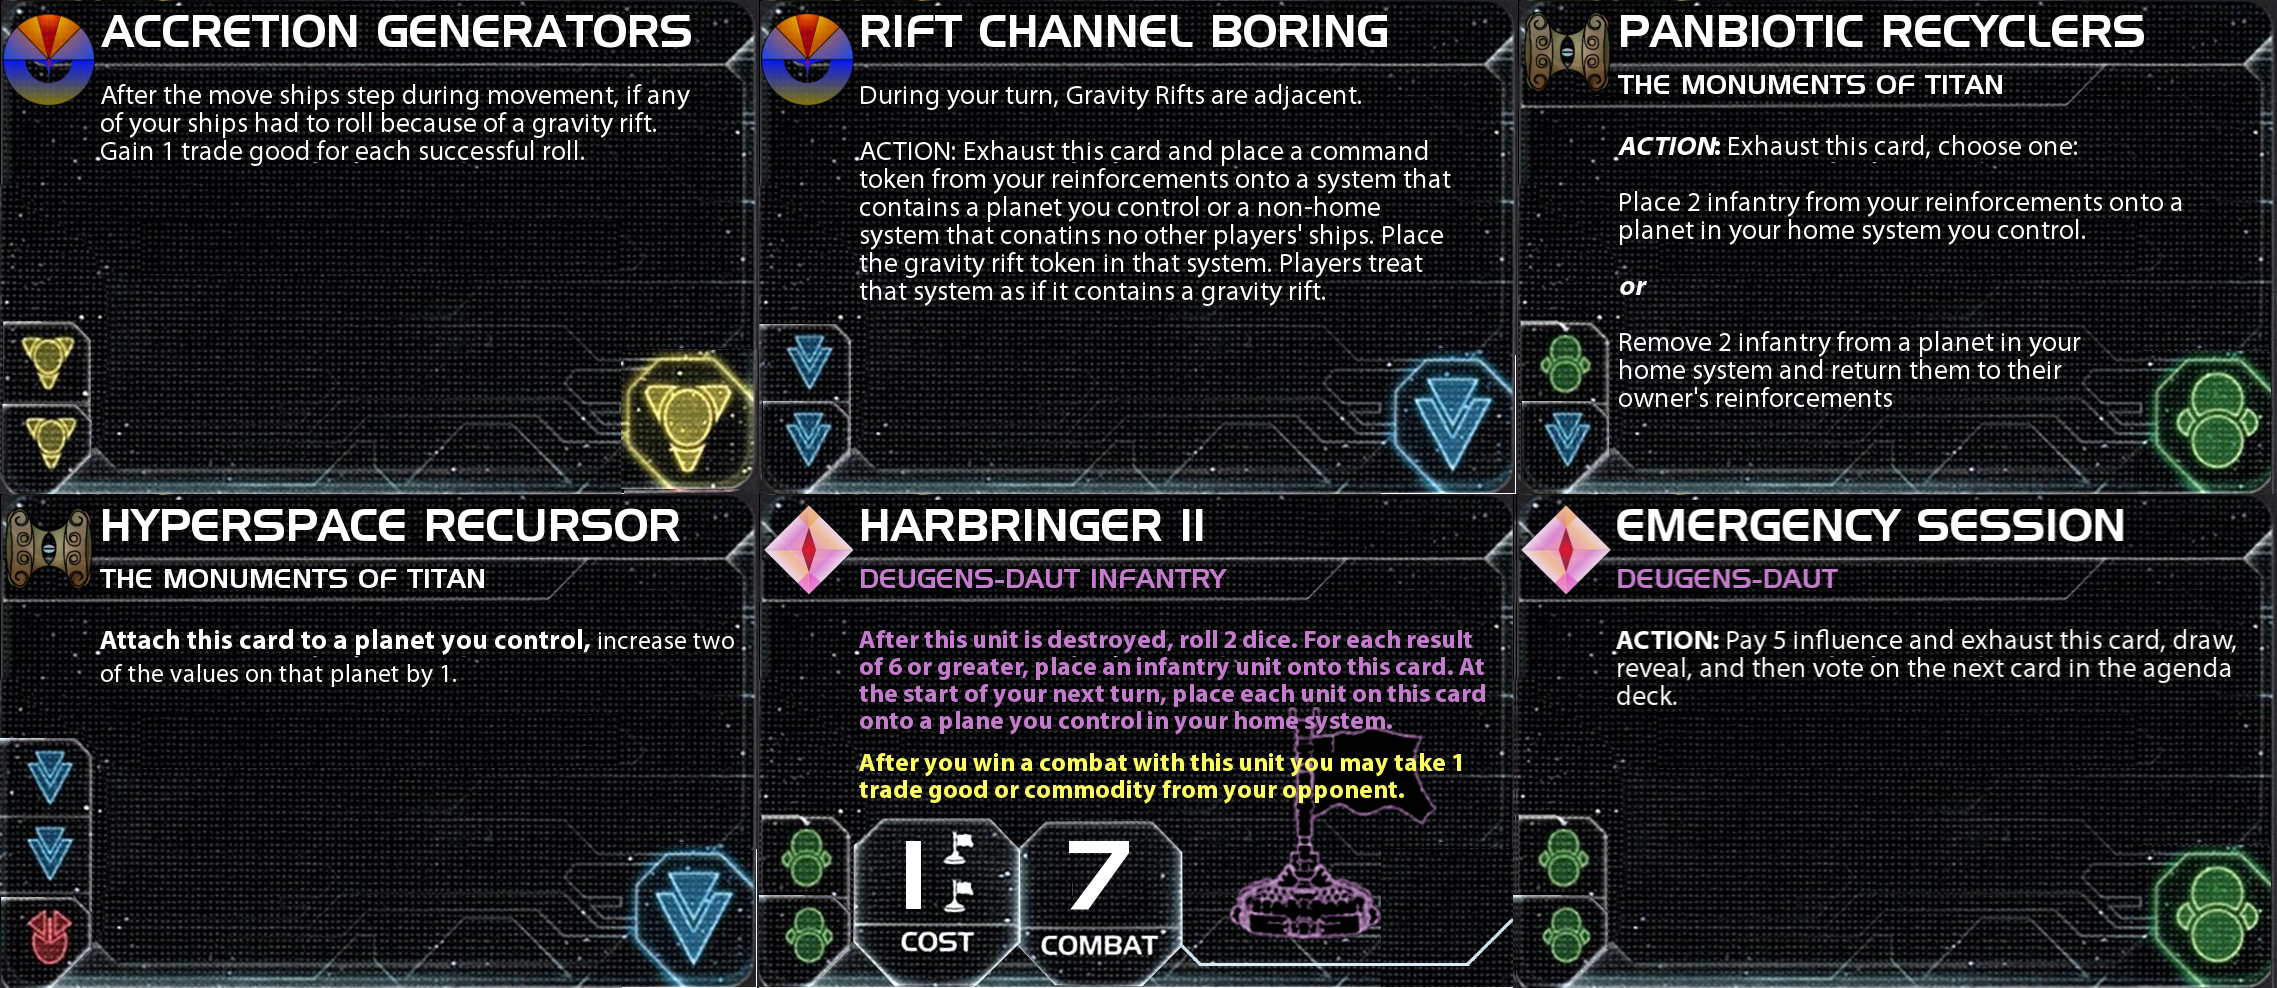 ACCRETION GENERATORS
After the move ships step during movement, if any
of your ships had to roll because of a gravity rift.
Gain 1 trade good for each successful roll.
RIFT CHANNEL BORING
During your turn, Gravity Rifts are adjacent.
ACTION: Exhaust this card and place a command
token from your reinforcements onto a system that
contains a planet you control or a non-home
system that conatins no other players' ships. Place
the gravity rift token in that system. Players treat
that system as if it contains a gravity rift.
PANBIOTIC RECYCLERS
THE MONUMENTS OF TITAN
ACTION: Exhaust this card, choose one:
Place 2 infantry from your reinforcements onto a
planet in your home system you control.
or
Remove 2 infantry from a planet in your
home system and return them to their
owner's reinforcements
HYPERSPACE RECURSOR
THE MONUMENTS OF TITAN
Attach this card to a planet you control, increase two
of the values on that planet by 1.
HARBRINGER II
DEUGENS-DAUT INFANTRY
After this unit is destroyed, roll 2 dice. For each result
of 6 or greater, place an infantry unit onto this card. At
the start of your next turn, place each unit on this card
onto a plane you control in your home system.
After you win a combat with this unit you may take 1
trade good or commodity from your opponent.
1
COST
7
COMBAT
EMERGENCY SESSION
DEUGENS-DAUT
ACTION: Pay 5 influence and exhaust this card, draw,
reveal, and then vote on the next card in the agenda
deck.